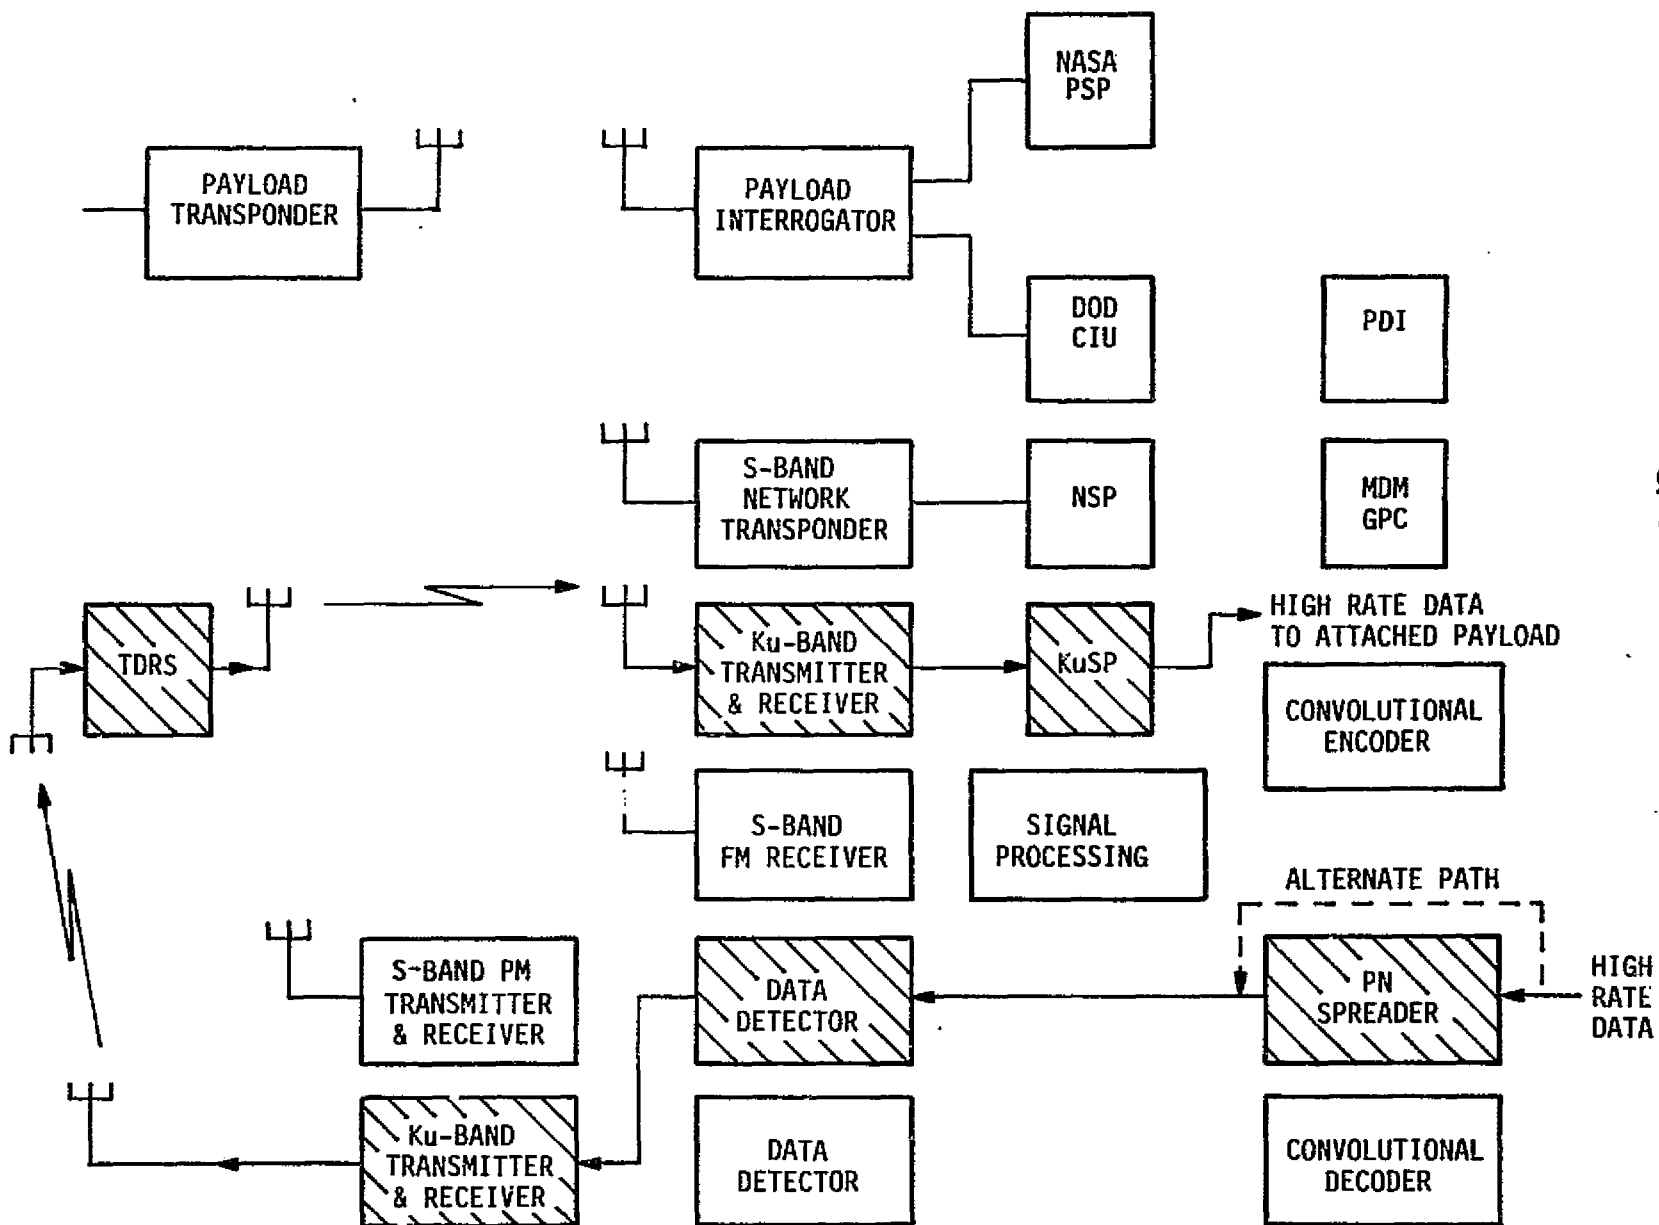 NASA
PSP
PAYLOAD
TRANSPONDER
PAYLOAD
INTERROGATOR
DOD
CIU
PDI
S-BAND
NETWORK
TRANSPONDER
NSP
MDM
GPC
TDRS
Ku-BAND
TRANSMITTER
& RECEIVER
KuSP
HIGH RATE DATA
TO ATTACHED PAYLOAD
CONVOLUTIONAL
ENCODER
S-BAND
FM RECEIVER
SIGNAL
PROCESSING
ALTERNATE PATH
S-BAND PM
TRANSMITTER
& RECEIVER
DATA
DETECTOR
PN
SPREADER
HIGH
RATE
DATA
Ku-BAND
TRANSMITTER
& RECEIVER
DATA
DETECTOR
CONVOLUTIONAL
DECODER